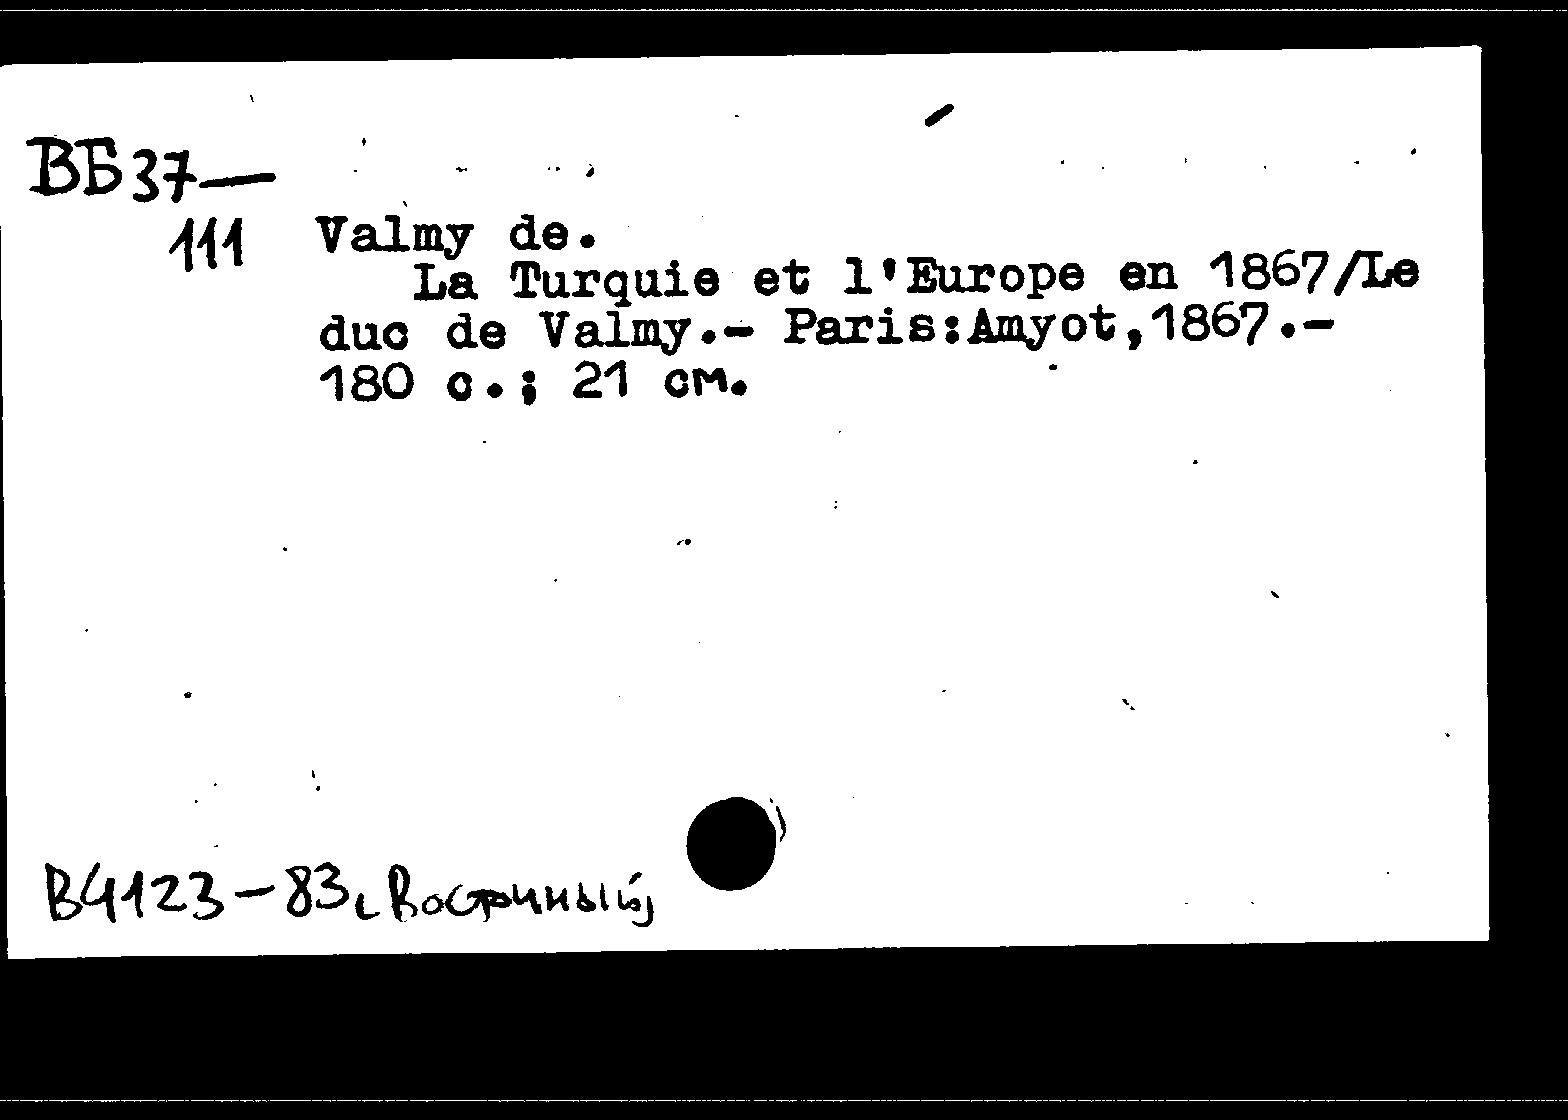 ВБ37—
111
Valmy de.
La Turquie et l'Europe en 1867/Le
duc de Valmy.— Paris:Amyot,1867.—
180 с.; 21 см.
В4123-83